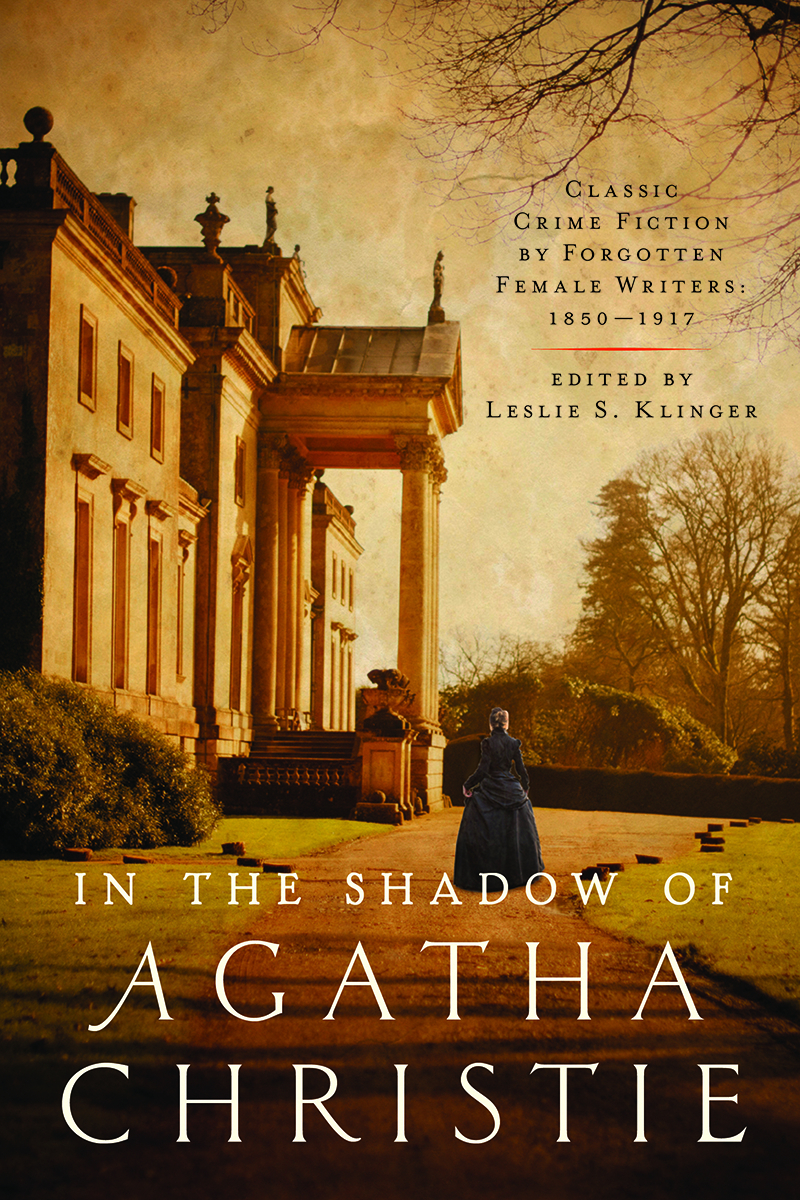 CLASSIC
CRIME FICTION
BY FORGOTTEN
FEMALE WRITERS:
1850—1917
EDITED BY
LESLIE S. KLINGER
IN THE SHADOW OF
AGATHA
CHRISTIE